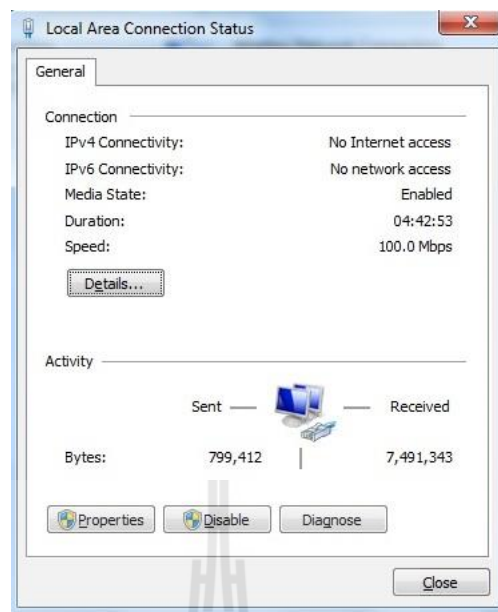 Local Area Connection Status
General
Connection
IPv4 Connectivity: No Internet access
IPv6 Connectivity: No network access
Media State: Enabled
Duration: 04:42:53
Speed: 100.0 Mbps
Details...
Activity
Sent Received
Bytes: 799,412 7,491,343
Properties Disable Diagnose
Close